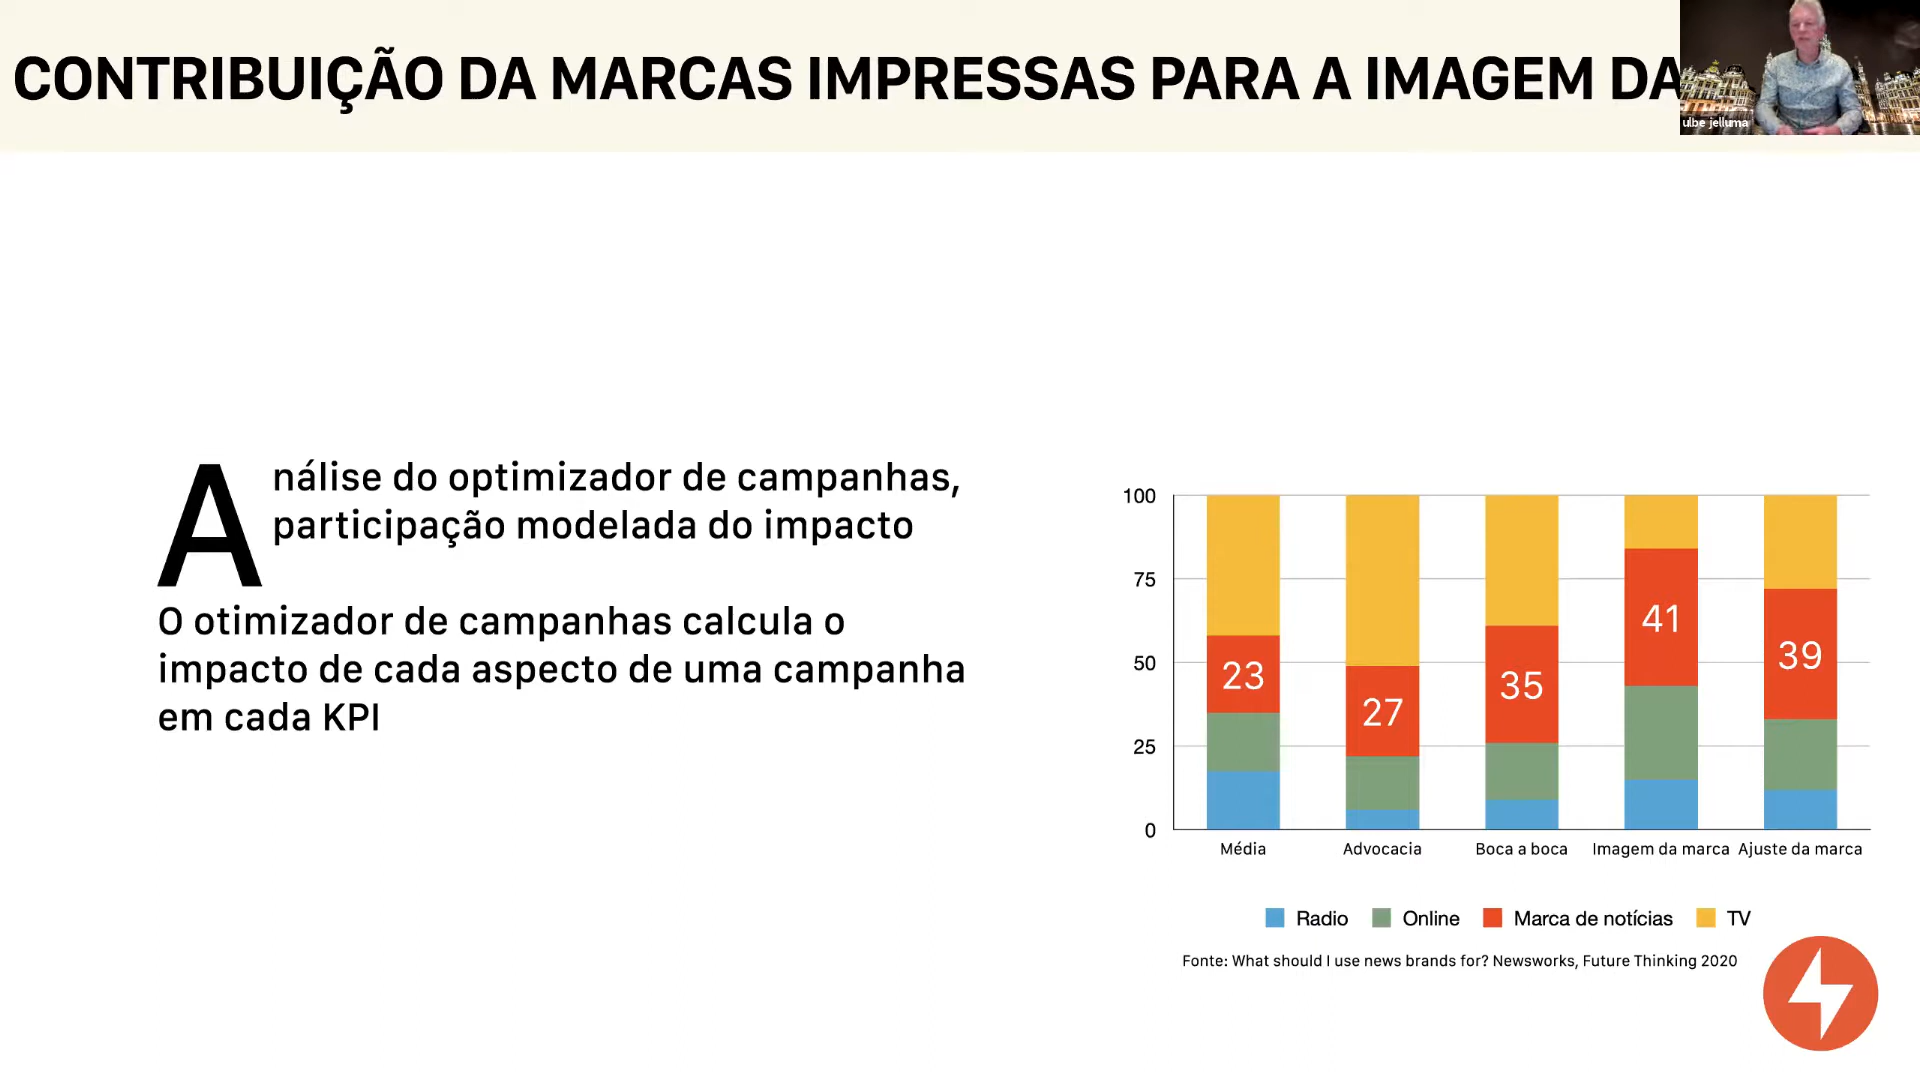 CONTRIBUIÇÃO DA MARCAS IMPRESSAS PARA A IMAGEM DA
ulbe jelluma
Análise do optimizador de campanhas,
participação modelada do impacto
O otimizador de campanhas calcula o
impacto de cada aspecto de uma campanha
em cada KPI
100
75
50
25
0
23
27
35
41
39
Média
Advocacia
Boca a boca
Imagem da marca
Ajuste da marca
Radio
Online
Marca de notícias
TV
Fonte: What should I use news brands for? Newsworks, Future Thinking 2020